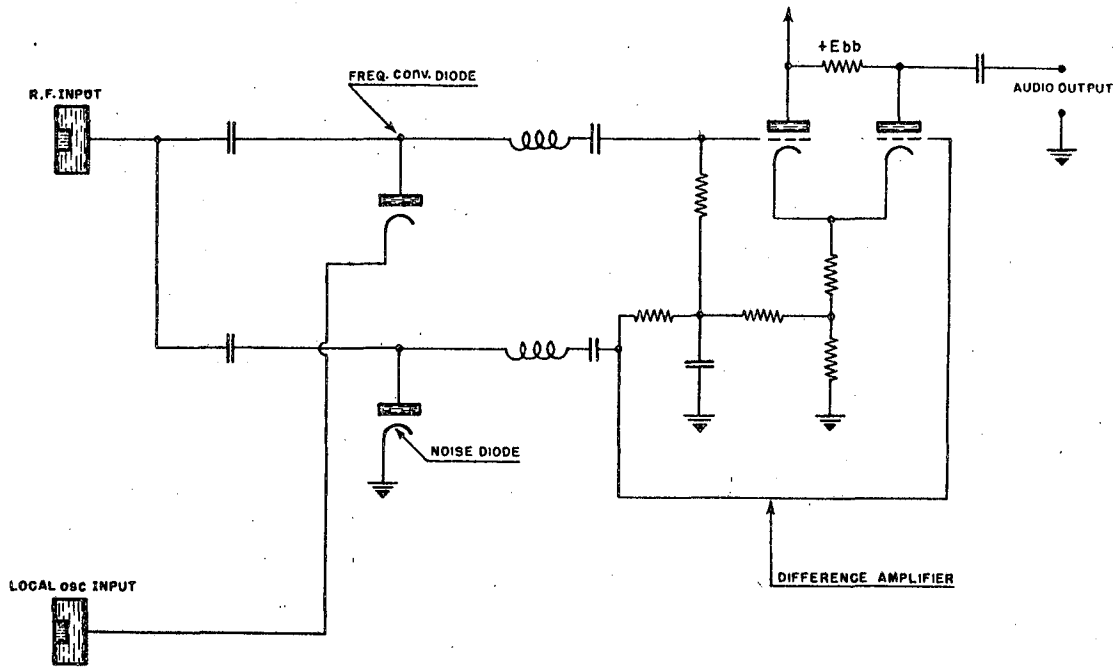 +Ebb
FREQ. CONV. DIODE
R.F. INPUT
AUDIO OUTPUT
NOISE DIODE
DIFFERENCE AMPLIFIER
LOCAL OSC INPUT